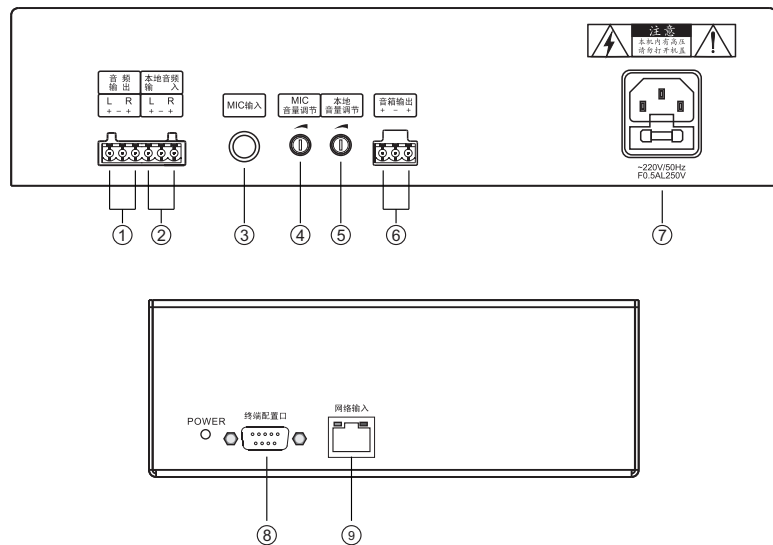 注意
本机内有高压
请勿打开机盖
音频 本地音频
输出 输入
L R L R
+ - + + - +
MIC输入
MIC 本地
音量调节 音量调节
音箱输出
+ - +
~220V/50Hz
F0.5AL250V
① ② ③ ④ ⑤ ⑥ ⑦
POWER
终端配置口
网络输入
⑧ ⑨